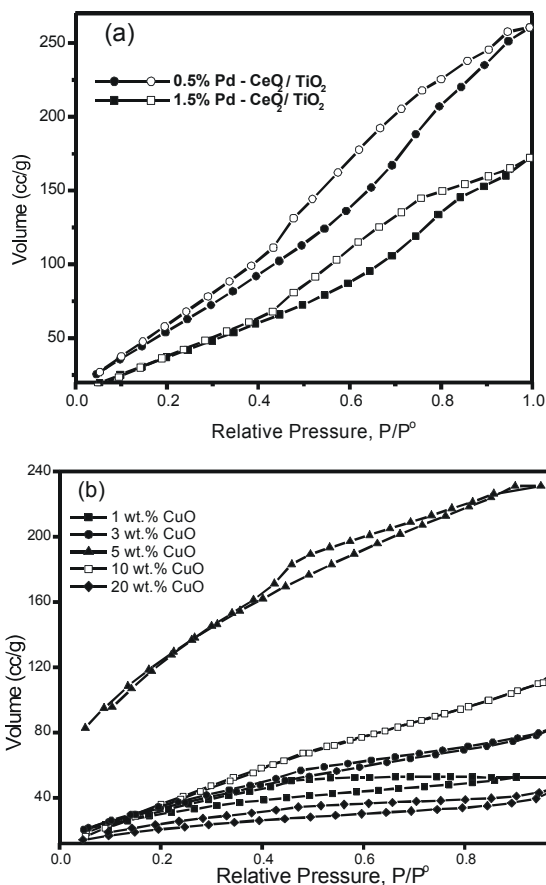 (a)
250
200
150
100
50
Volume (cc/g)
0.5% Pd - CeO2/ TiO2
1.5% Pd - CeO2/ TiO2
0.0 0.2 0.4 0.6 0.8 1.0
Relative Pressure, P/P⁰
(b)
240
200
160
120
80
40
Volume (cc/g)
1 wt.% CuO
3 wt.% CuO
5 wt.% CuO
10 wt.% CuO
20 wt.% CuO
0.0 0.2 0.4 0.6 0.8
Relative Pressure, P/P⁰